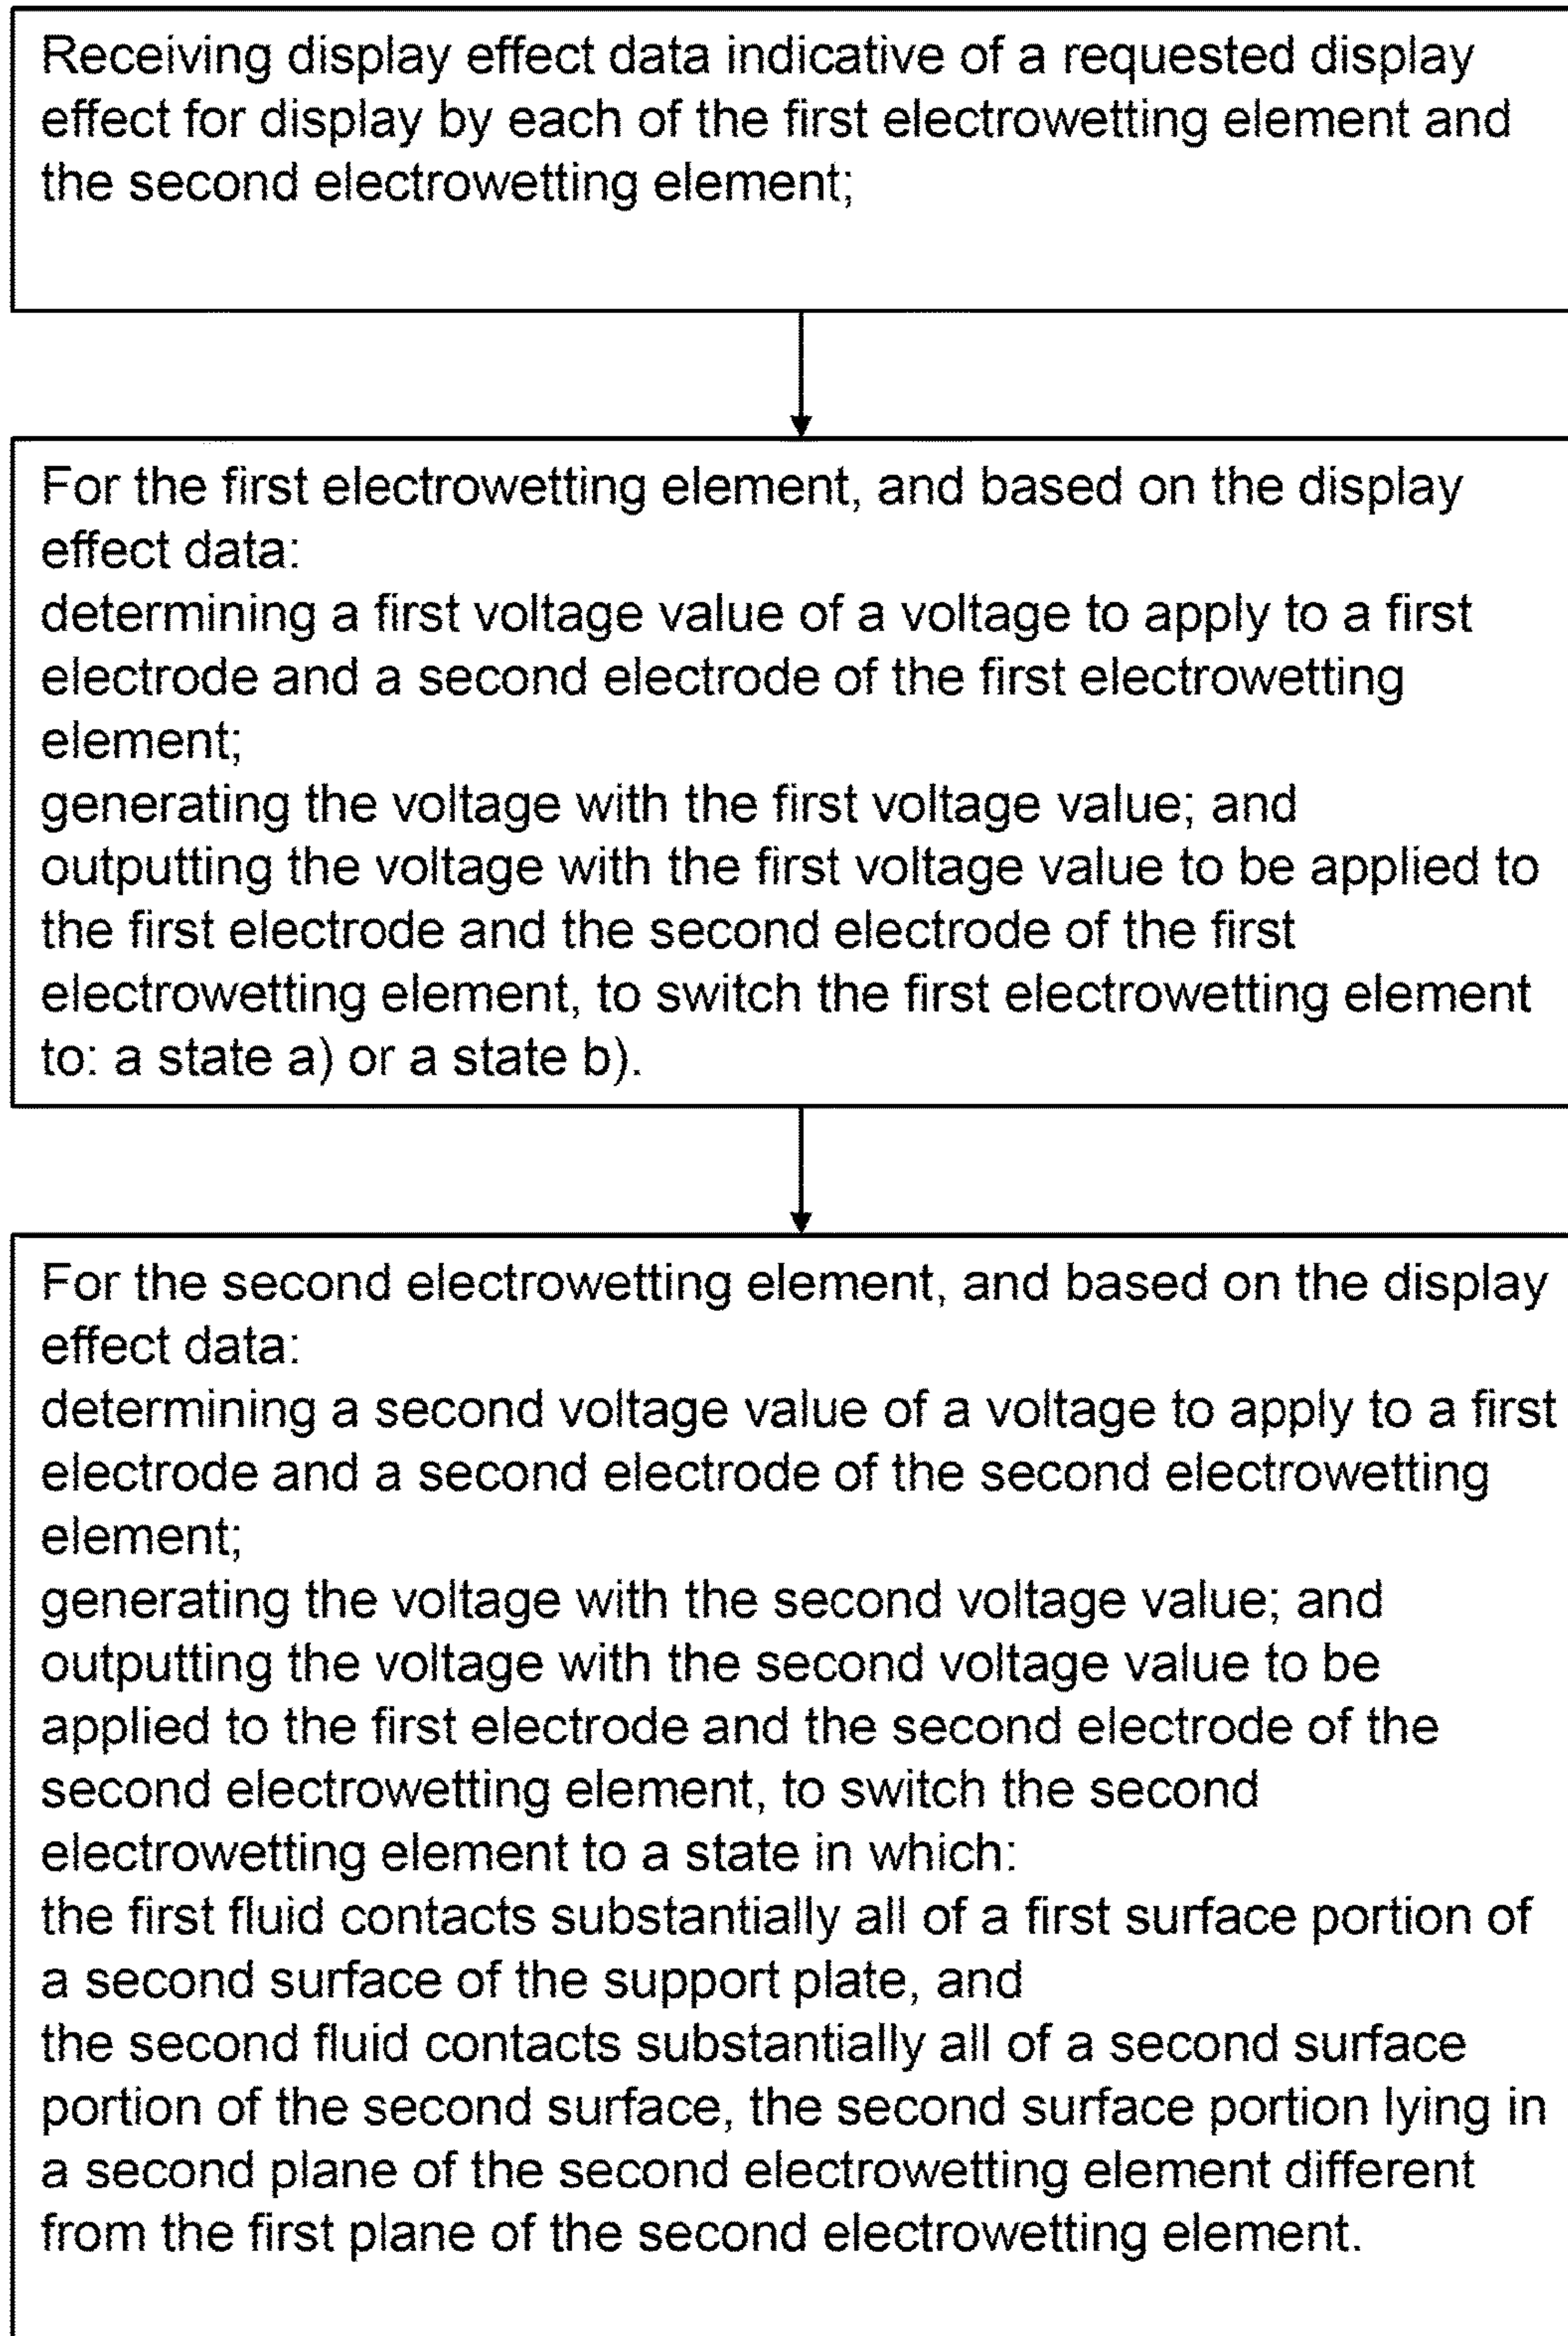 Receiving display effect data indicative of a requested display
effect for display by each of the first electrowetting element and
the second electrowetting element;
For the first electrowetting element, and based on the display
effect data:
determining a first voltage value of a voltage to apply to a first
electrode and a second electrode of the first electrowetting
element;
generating the voltage with the first voltage value; and
outputting the voltage with the first voltage value to be applied to
the first electrode and the second electrode of the first
electrowetting element, to switch the first electrowetting element
to: a state a) or a state b).
For the second electrowetting element, and based on the display
effect data:
determining a second voltage value of a voltage to apply to a first
electrode and a second electrode of the second electrowetting
element;
generating the voltage with the second voltage value; and
outputting the voltage with the second voltage value to be
applied to the first electrode and the second electrode of the
second electrowetting element, to switch the second
electrowetting element to a state in which:
the first fluid contacts substantially all of a first surface portion of
a second surface of the support plate, and
the second fluid contacts substantially all of a second surface
portion of the second surface, the second surface portion lying in
a second plane of the second electrowetting element different
from the first plane of the second electrowetting element.